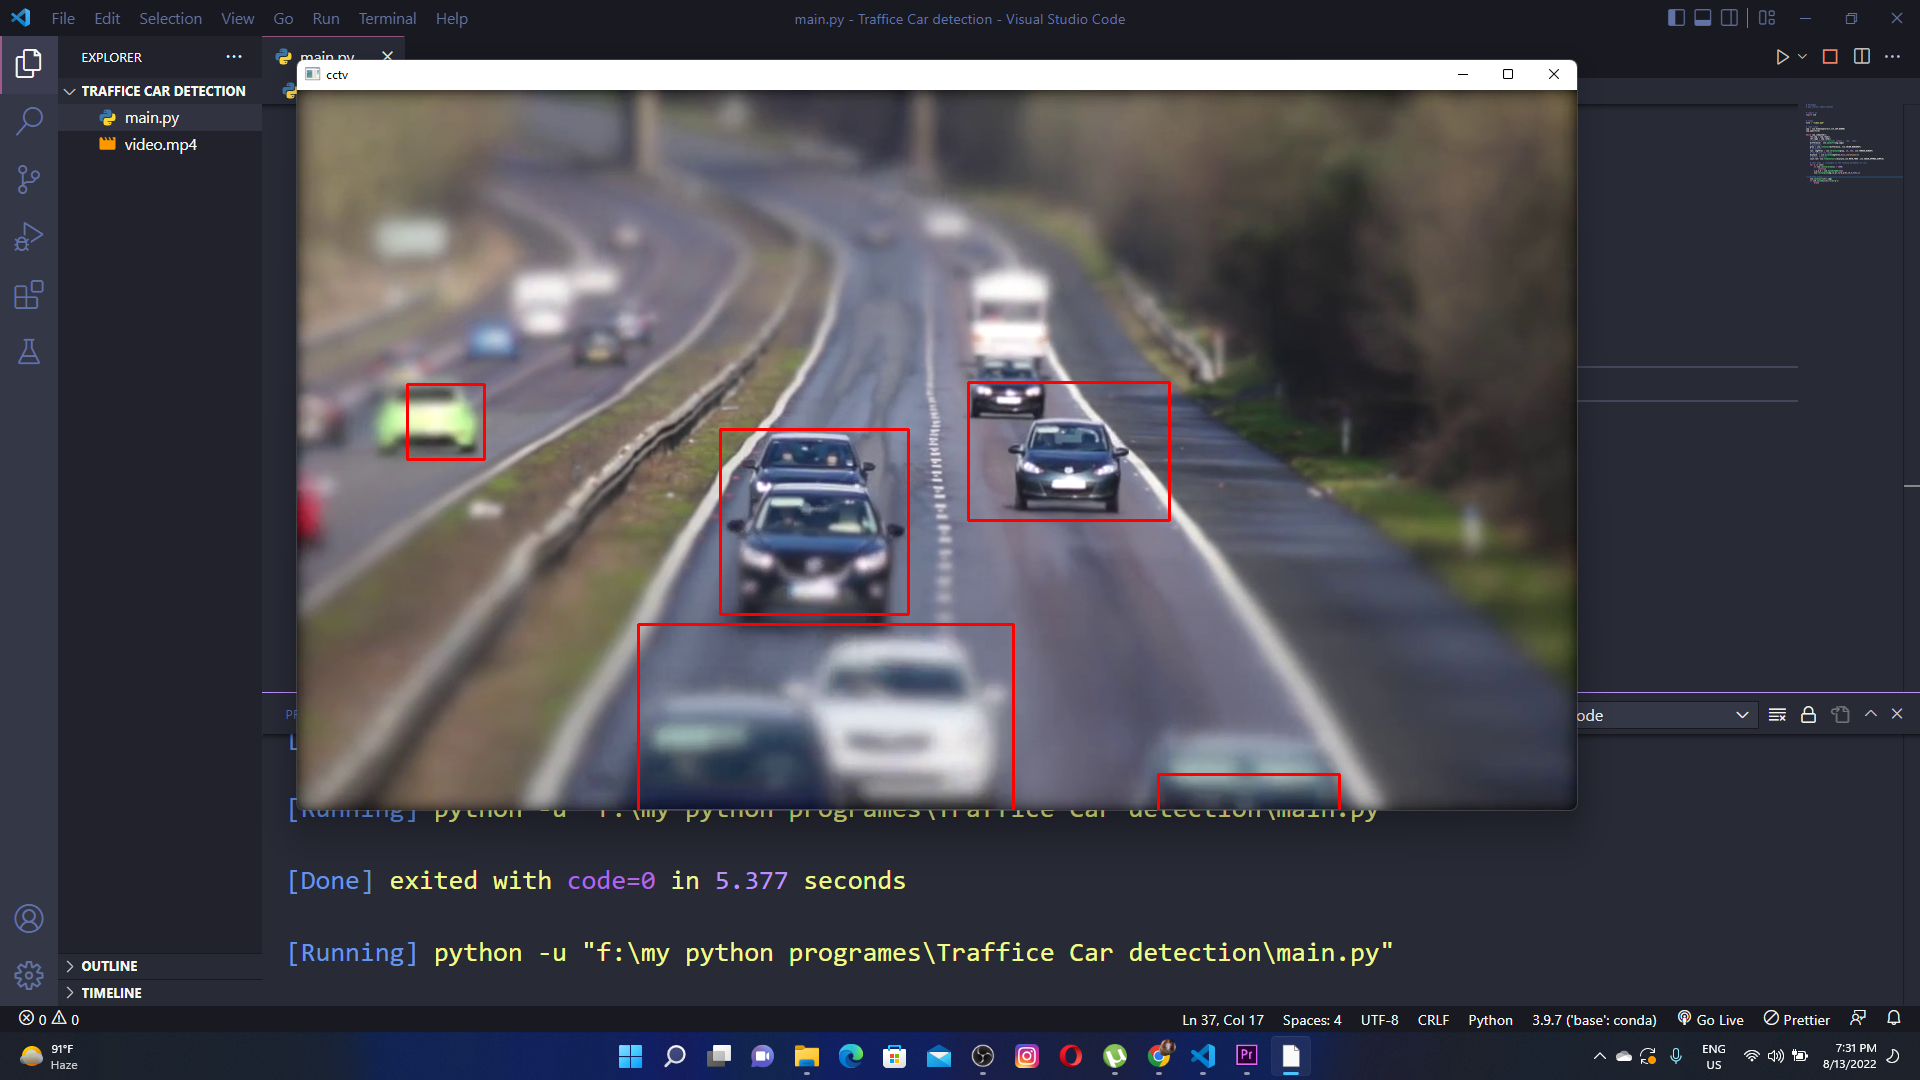 File Edit Selection View Go Run Terminal Help
main.py - Traffice Car detection - Visual Studio Code
EXPLORER
main.py
cctv
TRAFFICE CAR DETECTION
main.py
video.mp4
ode
[Running] python -u "f:\my python programes\Traffice Car detection\main.py"
[Done] exited with code=0 in 5.377 seconds
[Running] python -u "f:\my python programes\Traffice Car detection\main.py"
OUTLINE
TIMELINE
0 0
Ln 37, Col 17 Spaces: 4 UTF-8 CRLF Python 3.9.7 ('base': conda) Go Live Prettier
91°F
Haze
Pr
ENG
US
7:31 PM
8/13/2022